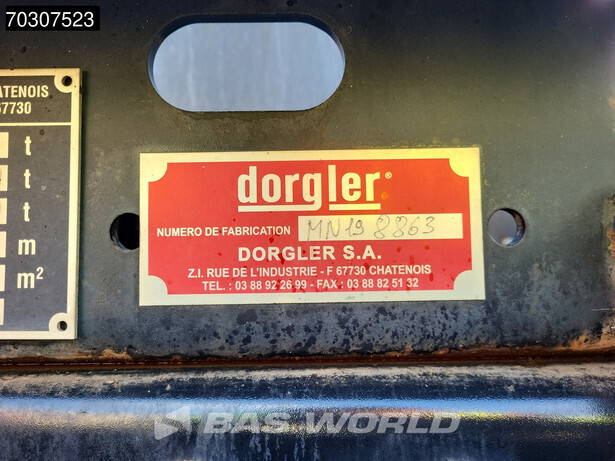 70307523
ATENOIS
67730
t
t
t
m
m²
dorgler®
NUMERO DE FABRICATION MN19 8863
DORGLER S.A.
Z.I. RUE DE L'INDUSTRIE - F 67730 CHATENOIS
TEL. : 03 88 92 26 99 - FAX : 03 88 82 51 32
BAS WORLD